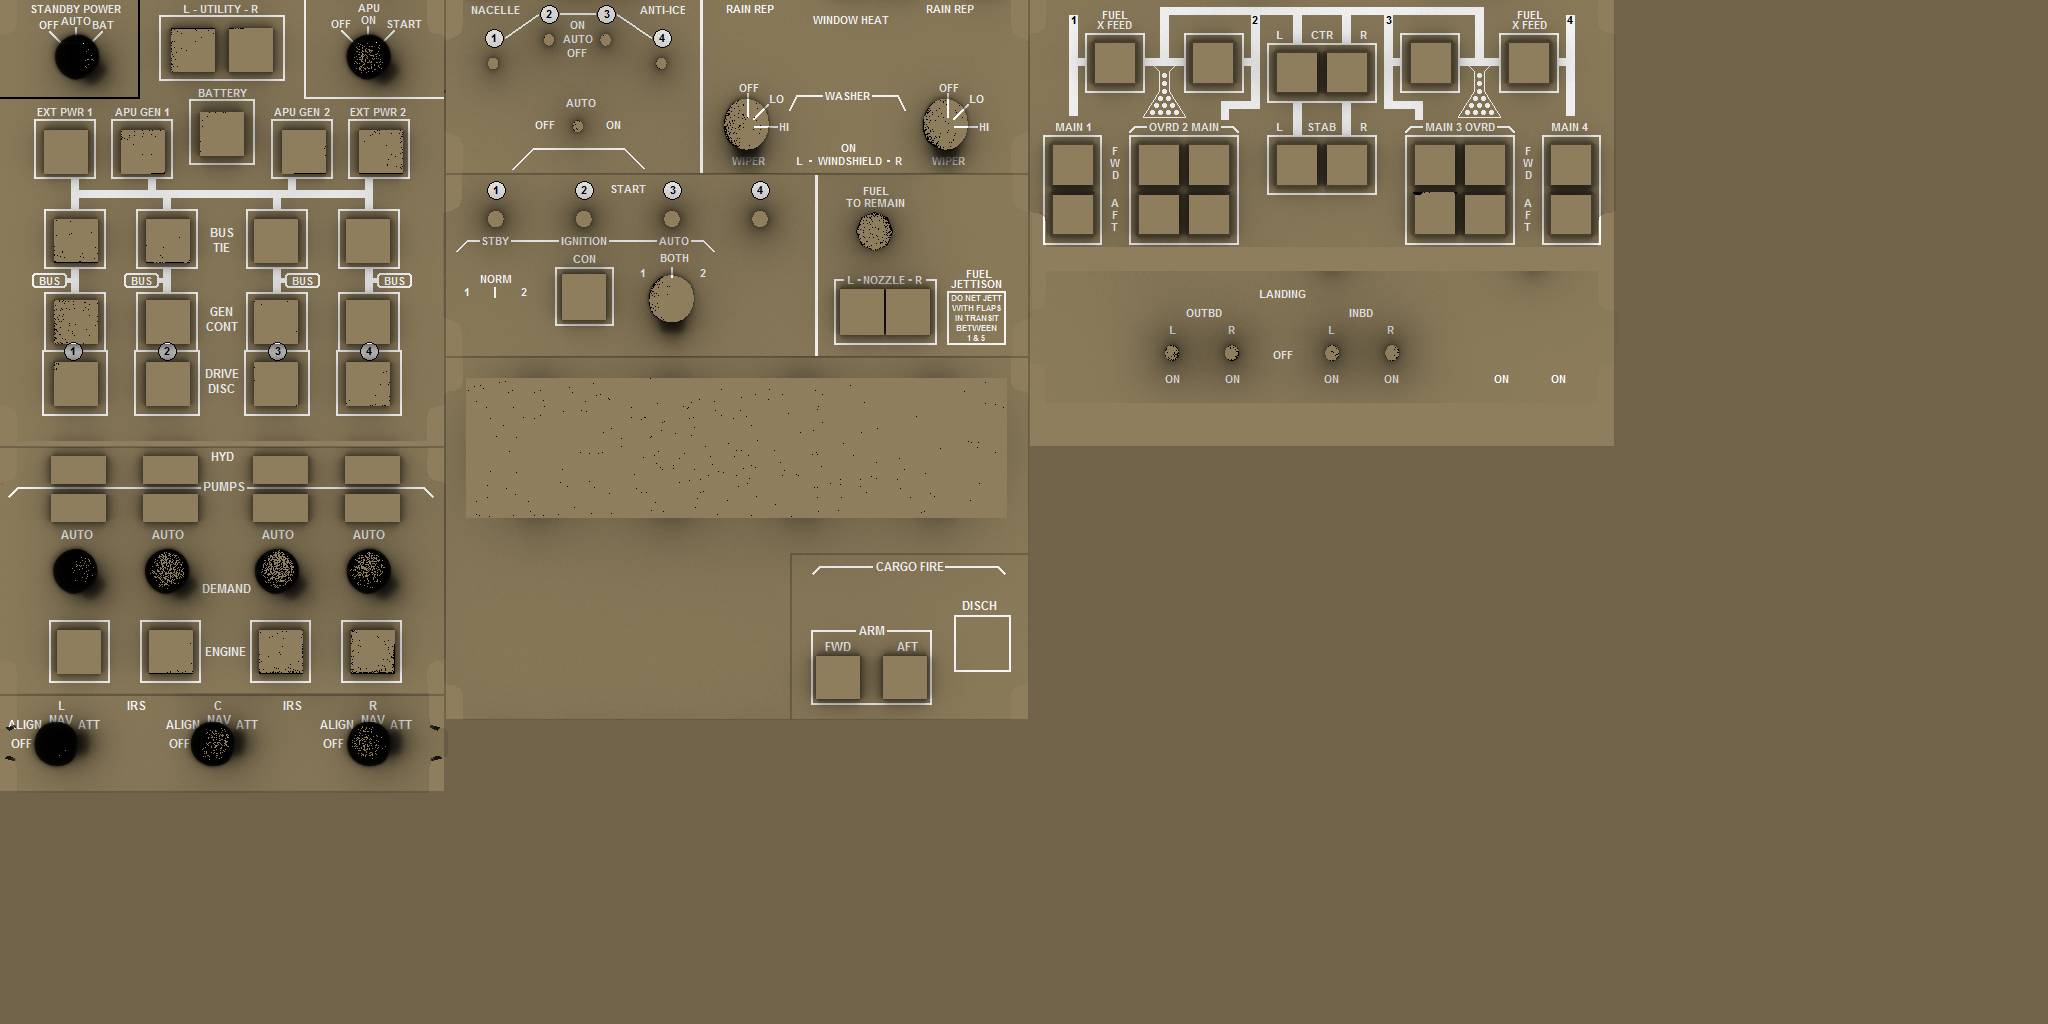 STANDBY POWER
OFF AUTO BAT
L - UTILITY - R
APU
OFF ON START
BATTERY
EXT PWR 1 APU GEN 1 APU GEN 2 EXT PWR 2
BUS
TIE
BUS BUS BUS BUS
GEN
CONT
1 2 3 4
DRIVE
DISC
HYD
PUMPS
AUTO AUTO AUTO AUTO
DEMAND
ENGINE
L IRS C IRS R
ALIGN NAV ATT ALIGN NAV ATT ALIGN NAV ATT
OFF OFF OFF
NACELLE 2 3 ANTI-ICE
1 ON 4
AUTO
OFF
AUTO
OFF ON
RAIN REP RAIN REP
WINDOW HEAT
OFF WASHER OFF
LO LO
HI HI
ON
WIPER L - WINDSHIELD - R WIPER
1 2 START 3 4
STBY IGNITION AUTO
CON BOTH
1 2
NORM
1 2
FUEL
TO REMAIN
L - NOZZLE - R
FUEL
JETTISON
DO NET JETT
WITH FLAPS
IN TRANSIT
BETWEEN
1 & 5
CARGO FIRE
DISCH
ARM
FWD AFT
1 FUEL
X FEED 2 3 FUEL
X FEED 4
L CTR R
MAIN 1 OVRD 2 MAIN L STAB R MAIN 3 OVRD MAIN 4
FWD FWD
AFT AFT
LANDING
OUTBD INBD
L R L R
OFF
ON ON ON ON ON ON